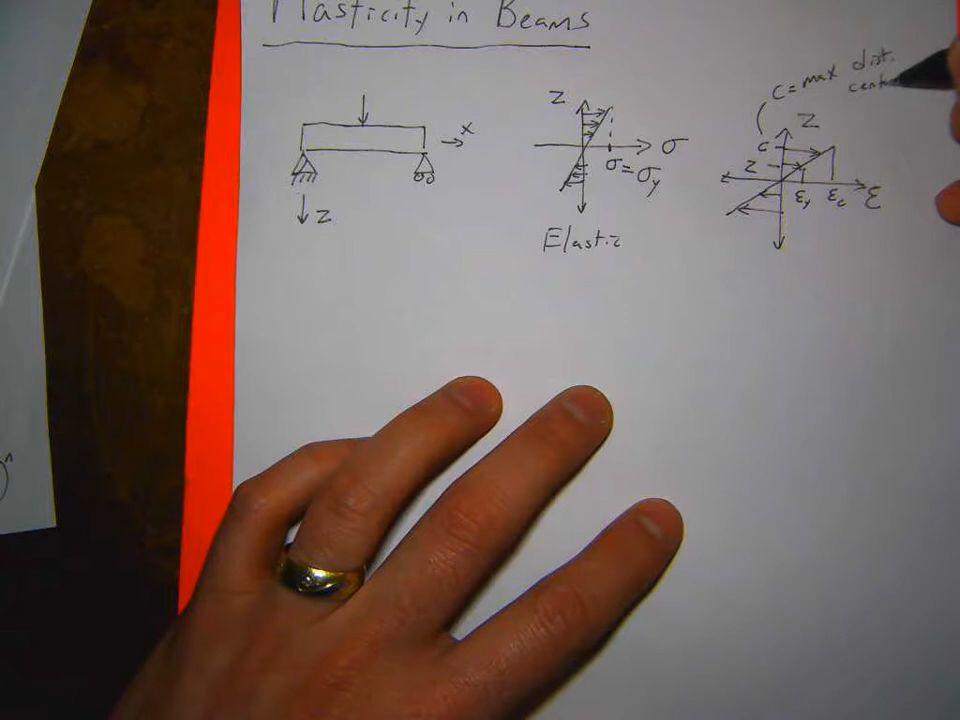 Plasticity in Beams
x
z
z
σ
σ = σy
Elastic
c = max dist.
z
c
z
εy
εc
ε